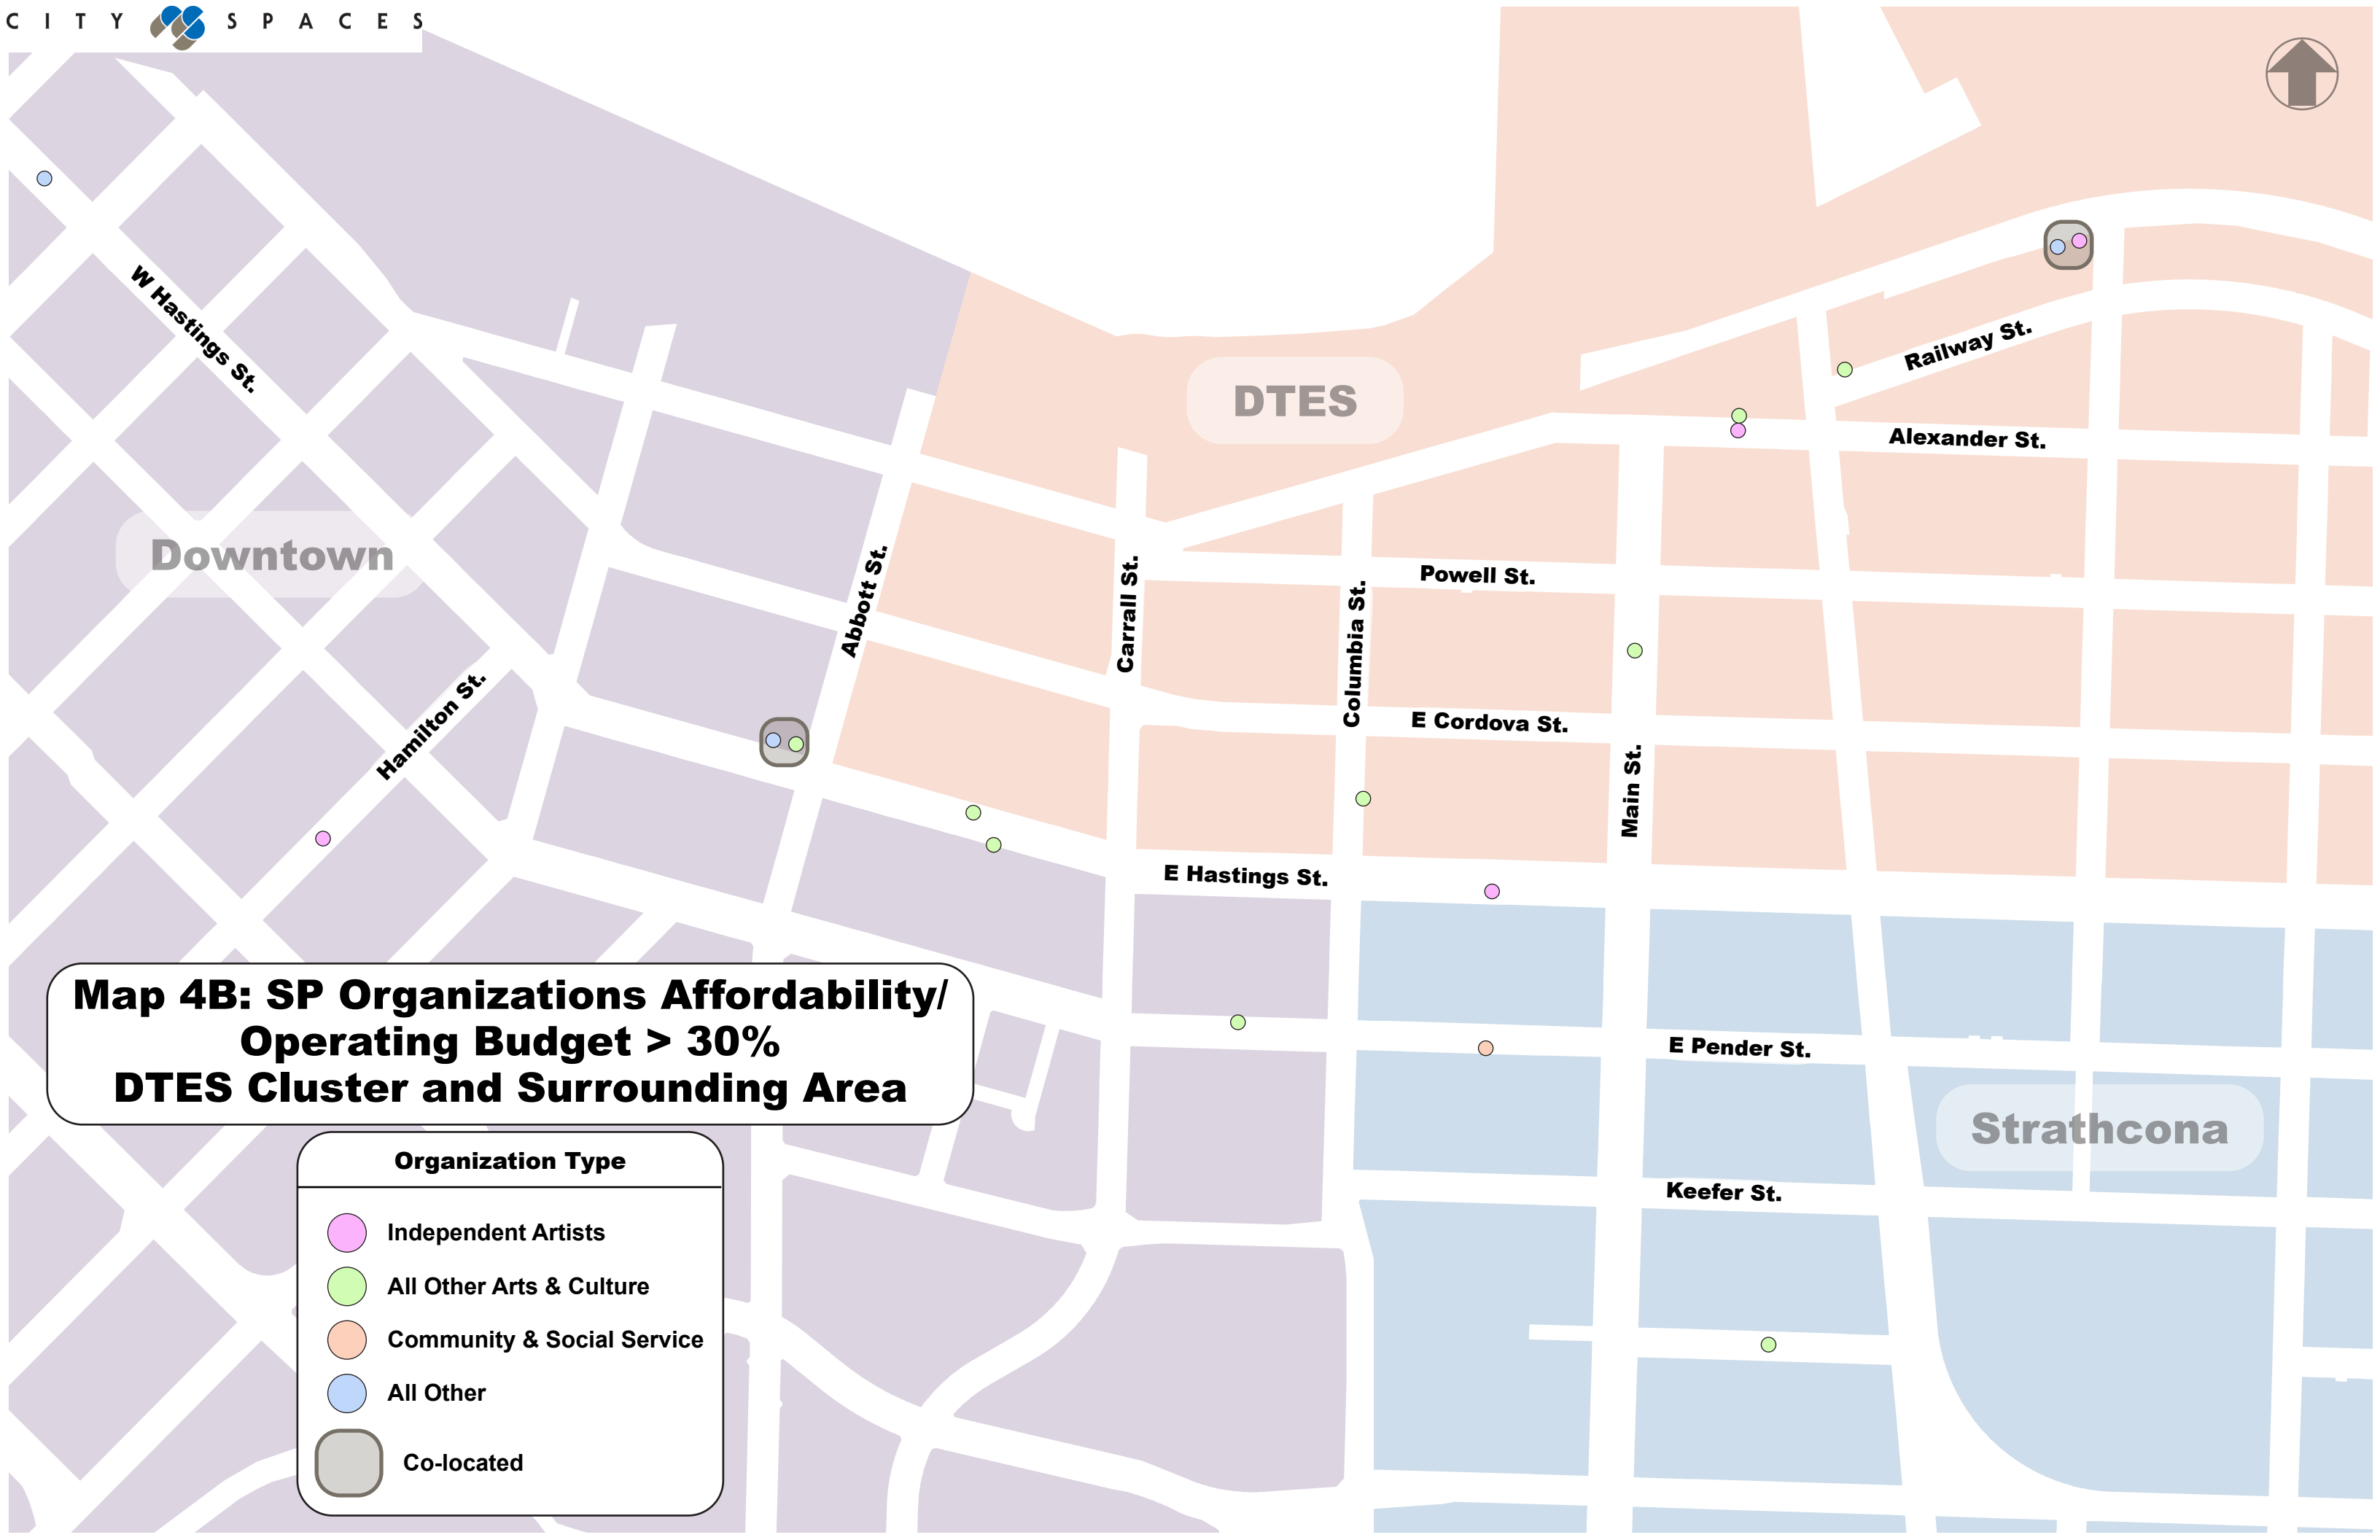 CITY SPACES
W Hastings St.
DTES
Railway St.
Alexander St.
Downtown
Abbott St.
Carrall St.
Columbia St.
Powell St.
Hamilton St.
E Cordova St.
Main St.
E Hastings St.
Map 4B: SP Organizations Affordability/
Operating Budget > 30%
DTES Cluster and Surrounding Area
E Pender St.
Strathcona
Keefer St.
Organization Type
Independent Artists
All Other Arts & Culture
Community & Social Service
All Other
Co-located